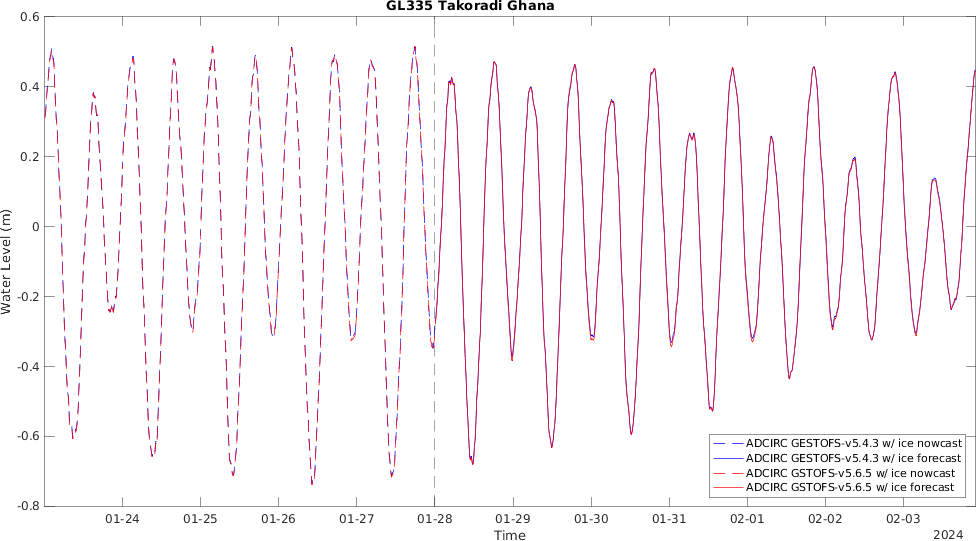 GL335 Takoradi Ghana
0.6
0.4
0.2
0
-0.2
-0.4
-0.6
-0.8
Water Level (m)
ADCIRC GESTOFS-v5.4.3 w/ ice nowcast
ADCIRC GESTOFS-v5.4.3 w/ ice forecast
ADCIRC GSTOFS-v5.6.5 w/ ice nowcast
ADCIRC GSTOFS-v5.6.5 w/ ice forecast
01-24 01-25 01-26 01-27 01-28 01-29 01-30 01-31 02-01 02-02 02-03
Time
2024